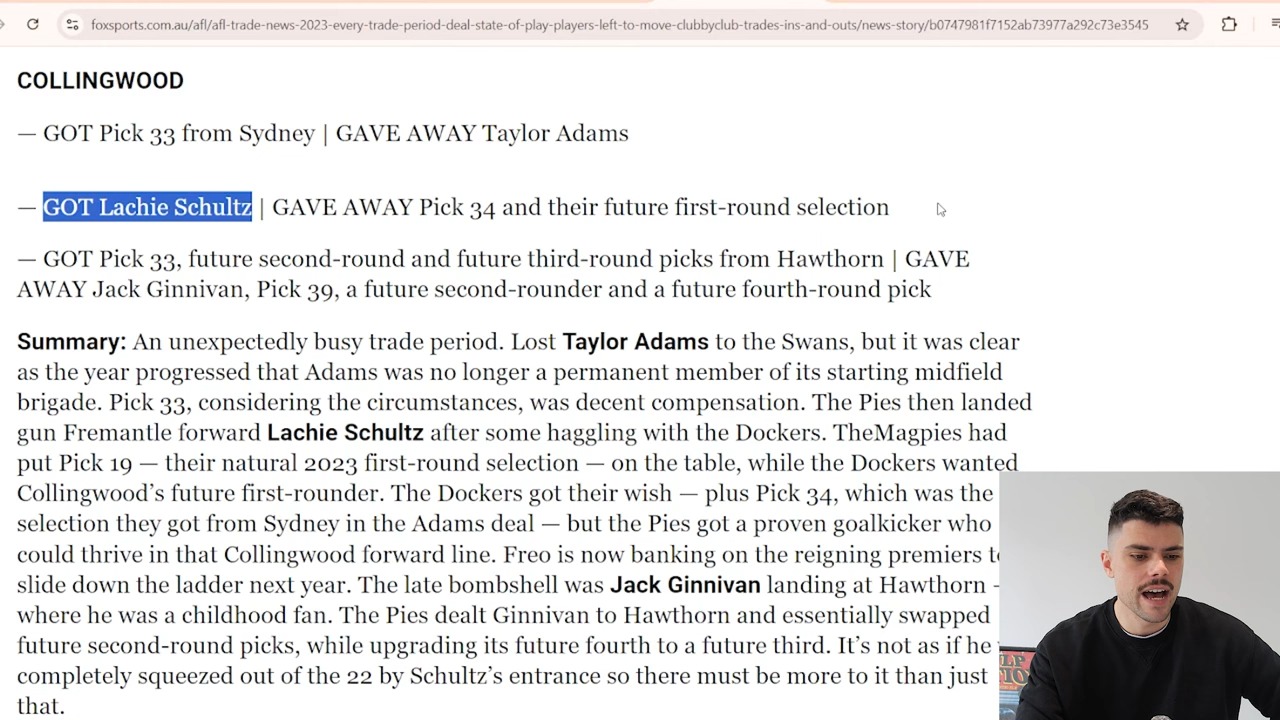 foxsports.com.au/afl/afl-trade-news-2023-every-trade-period-deal-state-of-play-players-left-to-move-clubbyclub-trades-ins-and-outs/news-story/b0747981f7152ab73977a292c73e3545
COLLINGWOOD
— GOT Pick 33 from Sydney | GAVE AWAY Taylor Adams
— GOT Lachie Schultz | GAVE AWAY Pick 34 and their future first-round selection
— GOT Pick 33, future second-round and future third-round picks from Hawthorn | GAVE
AWAY Jack Ginnivan, Pick 39, a future second-rounder and a future fourth-round pick
Summary: An unexpectedly busy trade period. Lost Taylor Adams to the Swans, but it was clear
as the year progressed that Adams was no longer a permanent member of its starting midfield
brigade. Pick 33, considering the circumstances, was decent compensation. The Pies then landed
gun Fremantle forward Lachie Schultz after some haggling with the Dockers. TheMagpies had
put Pick 19 — their natural 2023 first-round selection — on the table, while the Dockers wanted
Collingwood’s future first-rounder. The Dockers got their wish — plus Pick 34, which was the
selection they got from Sydney in the Adams deal — but the Pies got a proven goalkicker who
could thrive in that Collingwood forward line. Freo is now banking on the reigning premiers to
slide down the ladder next year. The late bombshell was Jack Ginnivan landing at Hawthorn –
where he was a childhood fan. The Pies dealt Ginnivan to Hawthorn and essentially swapped
future second-round picks, while upgrading its future fourth to a future third. It’s not as if he
completely squeezed out of the 22 by Schultz’s entrance so there must be more to it than just
that.